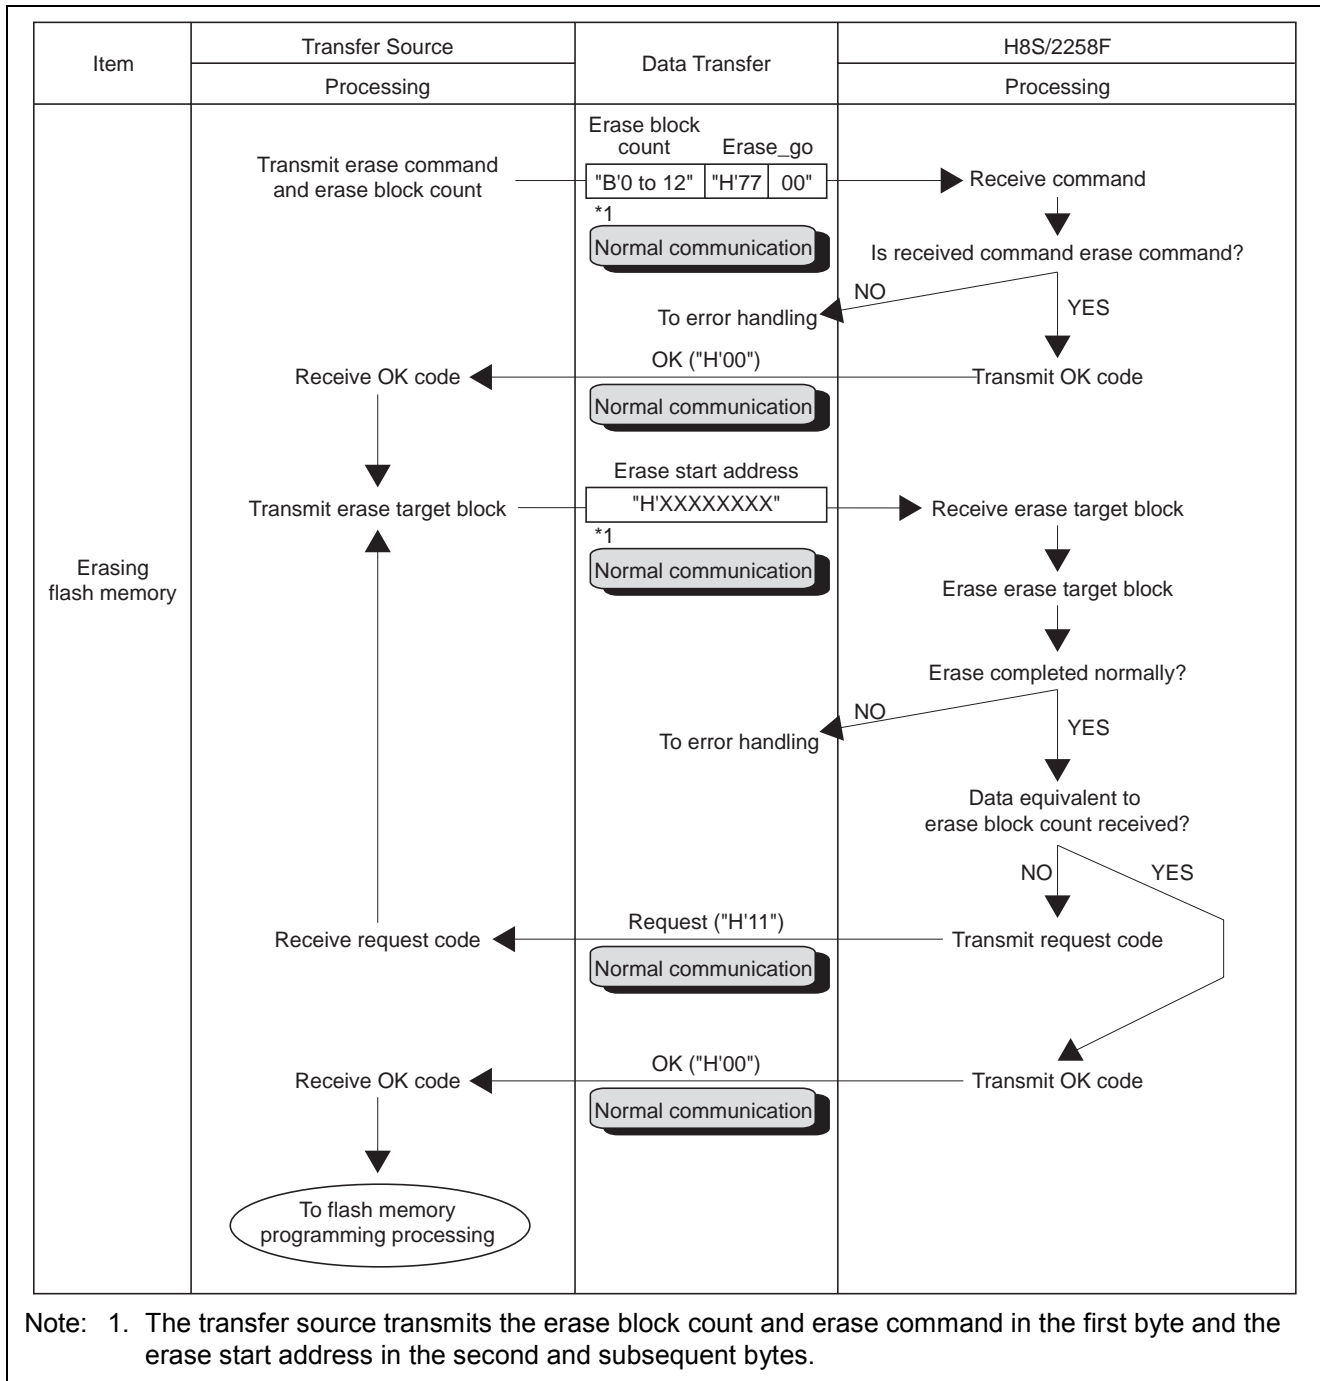 Item
Transfer Source
Data Transfer
H8S/2258F
Processing
Processing
Erase block
count
Erase_go
Transmit erase command
and erase block count
"B'0 to 12"
"H'77
00"
Receive command
*1
Normal communication
Is received command erase command?
NO
YES
To error handling
OK ("H'00")
Receive OK code
Transmit OK code
Normal communication
Erase start address
Transmit erase target block
"H'XXXXXXXX"
Receive erase target block
*1
Normal communication
Erasing
flash memory
Erase erase target block
Erase completed normally?
NO
YES
To error handling
Data equivalent to
erase block count received?
NO
YES
Request ("H'11")
Receive request code
Transmit request code
Normal communication
OK ("H'00")
Receive OK code
Transmit OK code
Normal communication
To flash memory
programming processing
Note: 1. The transfer source transmits the erase block count and erase command in the first byte and the
erase start address in the second and subsequent bytes.